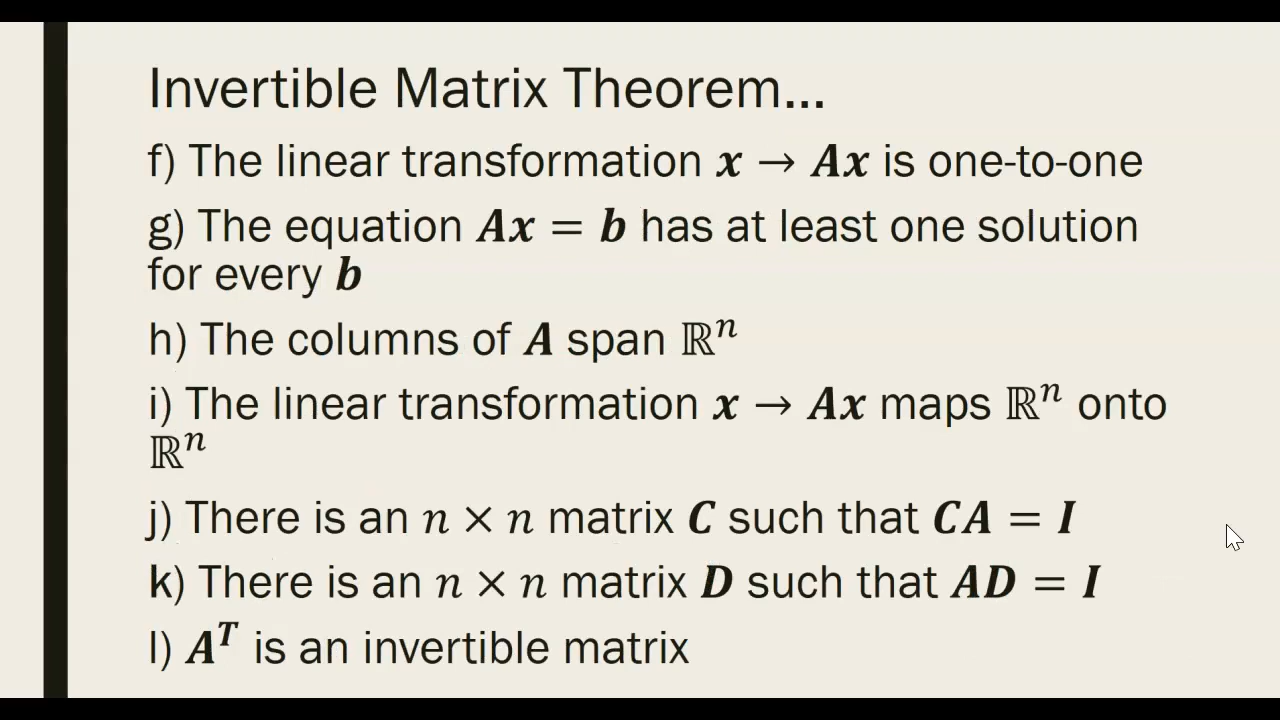 Invertible Matrix Theorem...
f) The linear transformation 𝒙 → 𝑨𝒙 is one-to-one
g) The equation 𝑨𝒙 = 𝒃 has at least one solution
for every 𝒃
h) The columns of 𝑨 span ℝⁿ
i) The linear transformation 𝒙 → 𝑨𝒙 maps ℝⁿ onto
ℝⁿ
j) There is an 𝑛 × 𝑛 matrix 𝑪 such that 𝑪𝑨 = 𝑰
k) There is an 𝑛 × 𝑛 matrix 𝑫 such that 𝑨𝑫 = 𝑰
l) 𝑨ᵀ is an invertible matrix